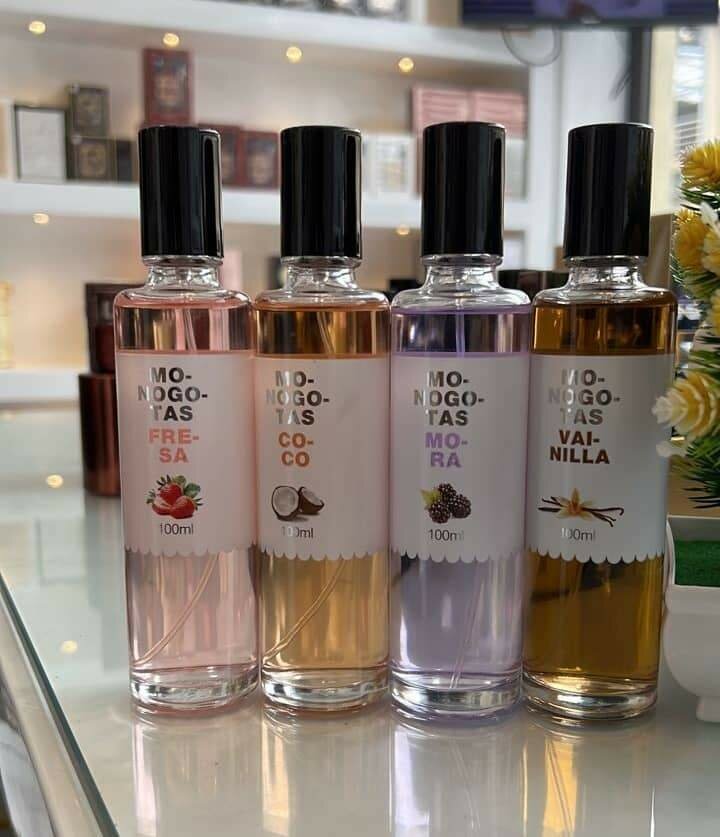 MO-
NOGO-
TAS
FRE-
SA
100ml
MO-
NOGO-
TAS
CO-
CO
100ml
MO-
NOGO-
TAS
MO-
RA
100ml
MO-
NOGO-
TAS
VAI-
NILLA
100ml